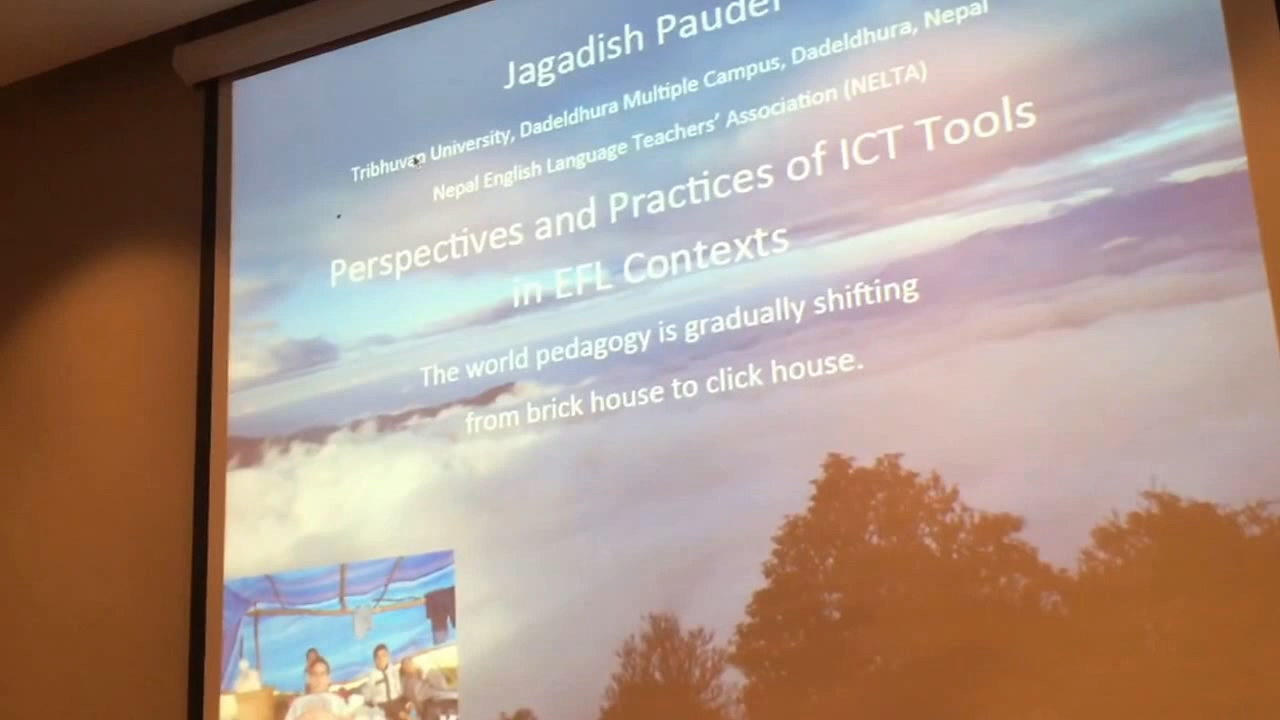 Jagadish Paudel
Tribhuvan University, Dadeldhura Multiple Campus, Dadeldhura, Nepal
Nepal English Language Teachers' Association (NELTA)
Perspectives and Practices of ICT Tools
in EFL Contexts
The world pedagogy is gradually shifting
from brick house to click house.